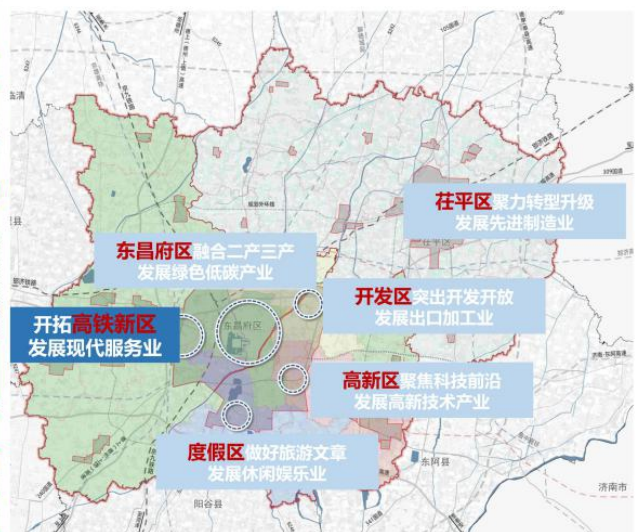 临清
茌平区聚力转型升级
发展先进制造业
茌平区
东昌府区融合二产三产
发展绿色低碳产业
开发区突出开发开放
发展出口加工业
开拓高铁新区
发展现代服务业
东昌府区
高新区聚焦科技前沿
发展高新技术产业
度假区做好旅游文章
发展休闲娱乐业
东阿县
济南市
阳谷县